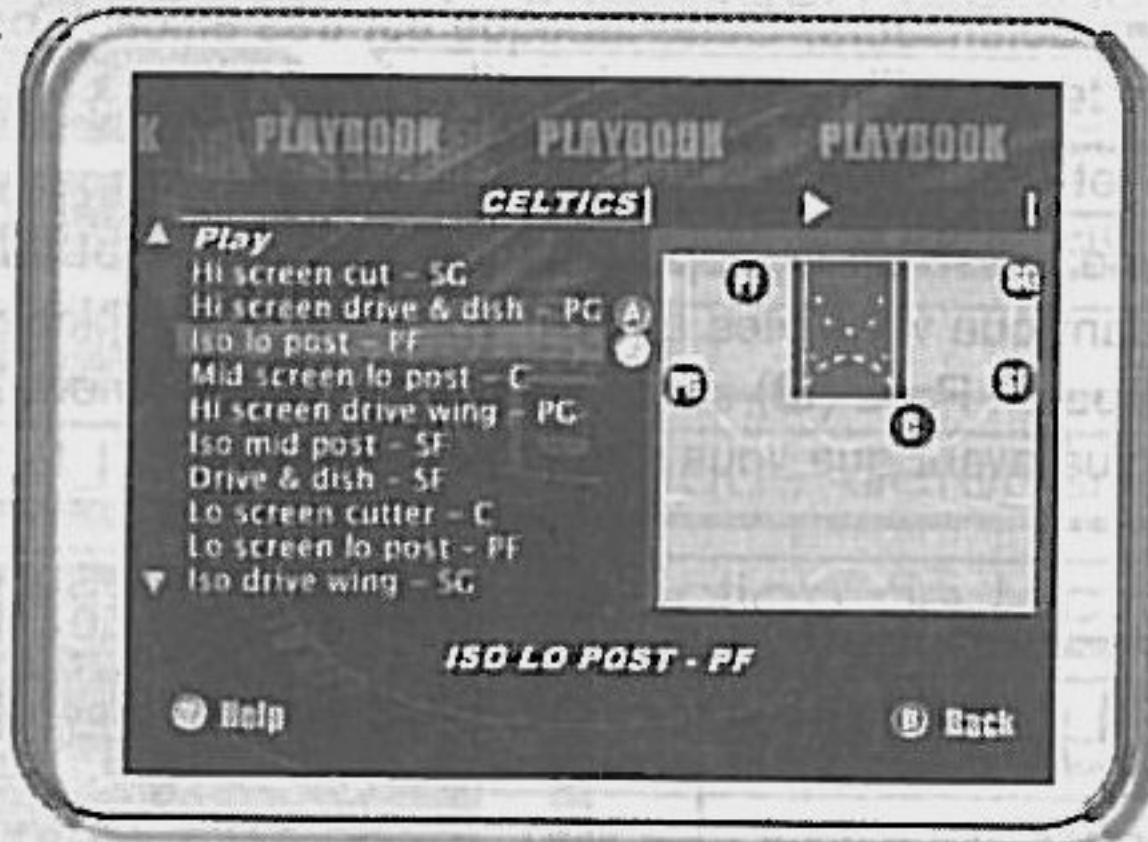 K PLAYBOOK PLAYBOOK PLAYBOOK
CELTICS
Play
Hi screen cut - SG
Hi screen drive & dish - PG A
Iso lo post - PF
Mid screen lo post - C
Hi screen drive wing - PG
Iso mid post - SF
Drive & dish - SF
Lo screen cutter - C
Lo screen lo post - PF
Iso drive wing - SG
PF SG
PG SF
C
ISO LO POST - PF
Help B Back